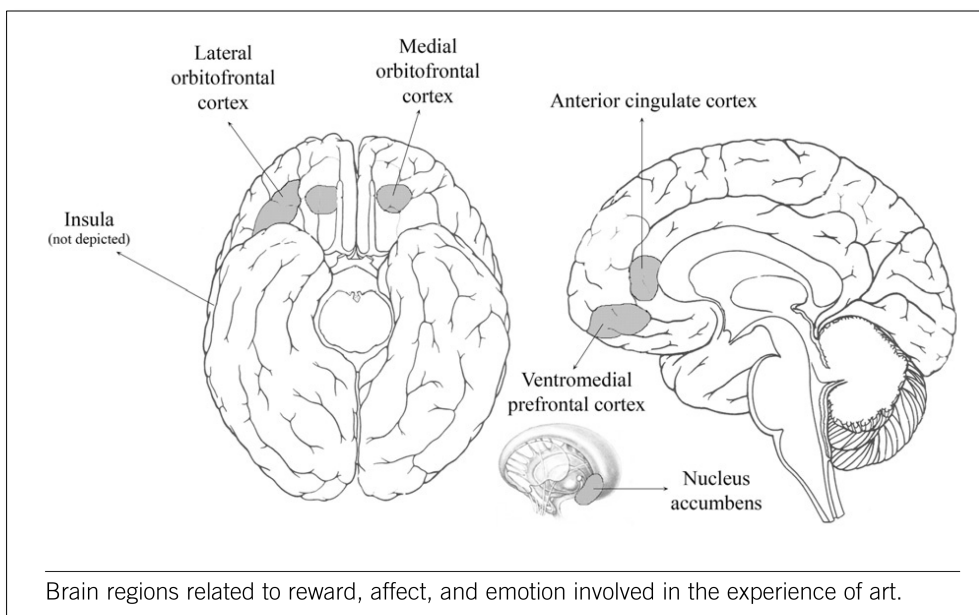 Lateral
orbitofrontal
cortex
Medial
orbitofrontal
cortex
Anterior cingulate cortex
Insula
(not depicted)
Ventromedial
prefrontal cortex
Nucleus
accumbens
Brain regions related to reward, affect, and emotion involved in the experience of art.